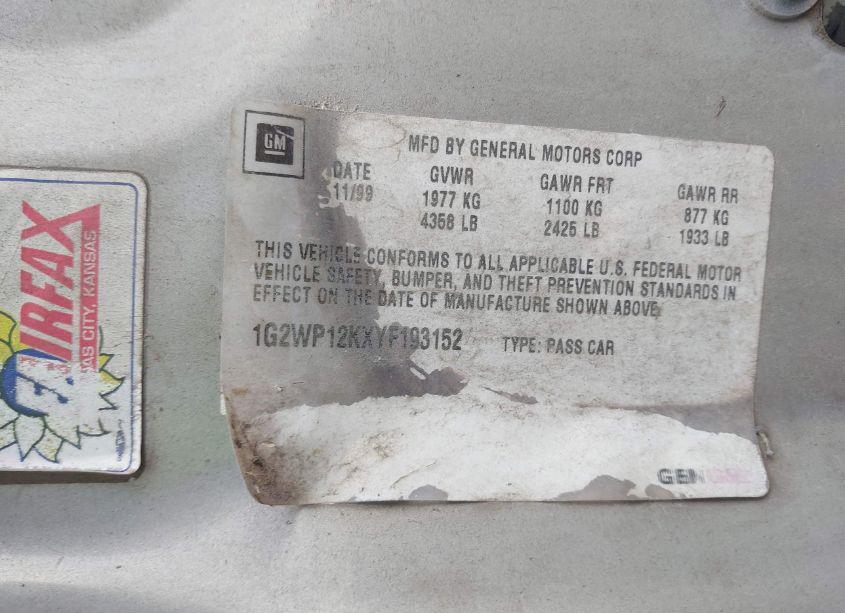 GM
MFD BY GENERAL MOTORS CORP
DATE GVWR GAWR FRT GAWR RR
11/99 1977 KG 1100 KG 877 KG
4358 LB 2425 LB 1933 LB
THIS VEHICLE CONFORMS TO ALL APPLICABLE U.S. FEDERAL MOTOR
VEHICLE SAFETY, BUMPER, AND THEFT PREVENTION STANDARDS IN
EFFECT ON THE DATE OF MANUFACTURE SHOWN ABOVE.
1G2WP12KXYF193152 TYPE: PASS CAR
IRFAX
AS CITY, KANSAS